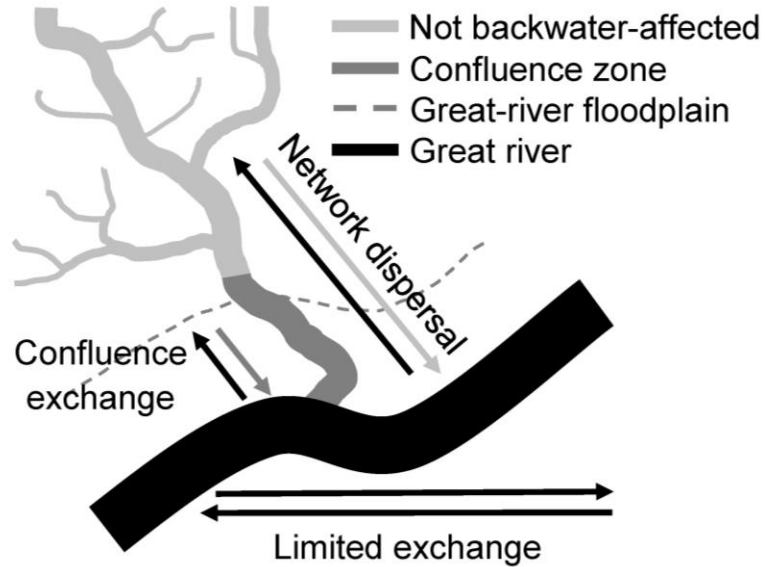 Not backwater-affected
Confluence zone
Great-river floodplain
Great river
Network dispersal
Confluence
exchange
Limited exchange